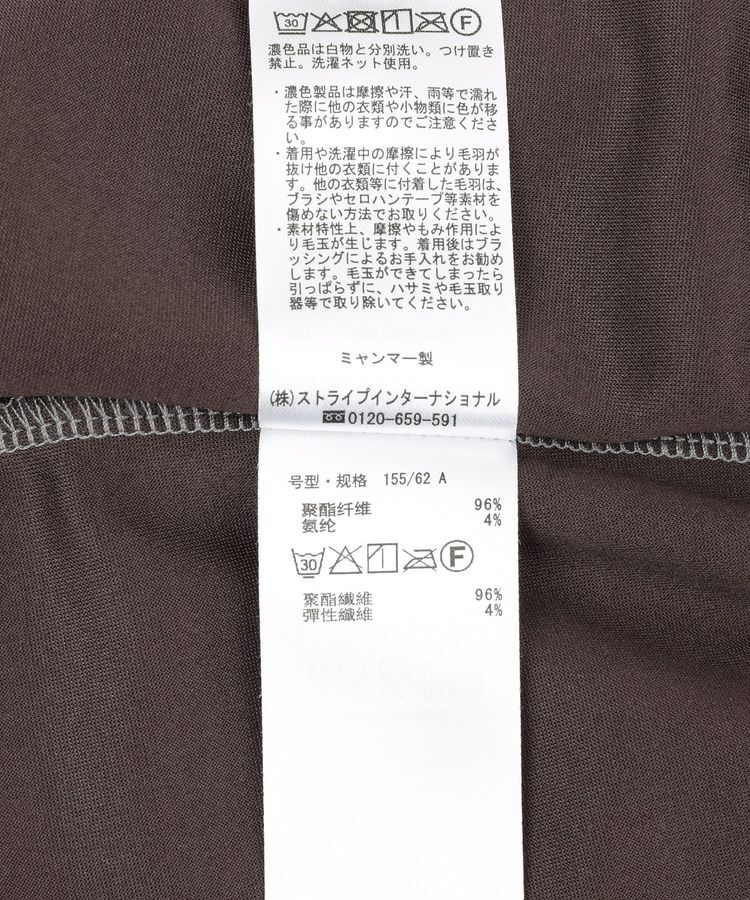 30 F
濃色品は白物と分別洗い。つけ置き
禁止。洗濯ネット使用。
・濃色製品は摩擦や汗、雨等で濡れ
た際に他の衣類や小物類に色が移
る事がありますのでご注意くださ
い。
・着用や洗濯中の摩擦により毛羽が
抜け他の衣類に付くことがありま
す。他の衣類等に付着した毛羽は、
ブラシやセロハンテープ等素材を
傷めない方法でお取りください。
・素材特性上、摩擦やもみ作用によ
り毛玉が生じます。着用後はブラ
ッシングによるお手入れをお勧め
します。毛玉ができてしまったら
引っぱらずに、ハサミや毛玉取り
器等で取り除いてください。
ミャンマー製
(株)ストライプインターナショナル
0120-659-591
号型・规格 155/62 A
聚酯纤维 96%
氨纶 4%
30 F
聚酯纖維 96%
彈性纖維 4%